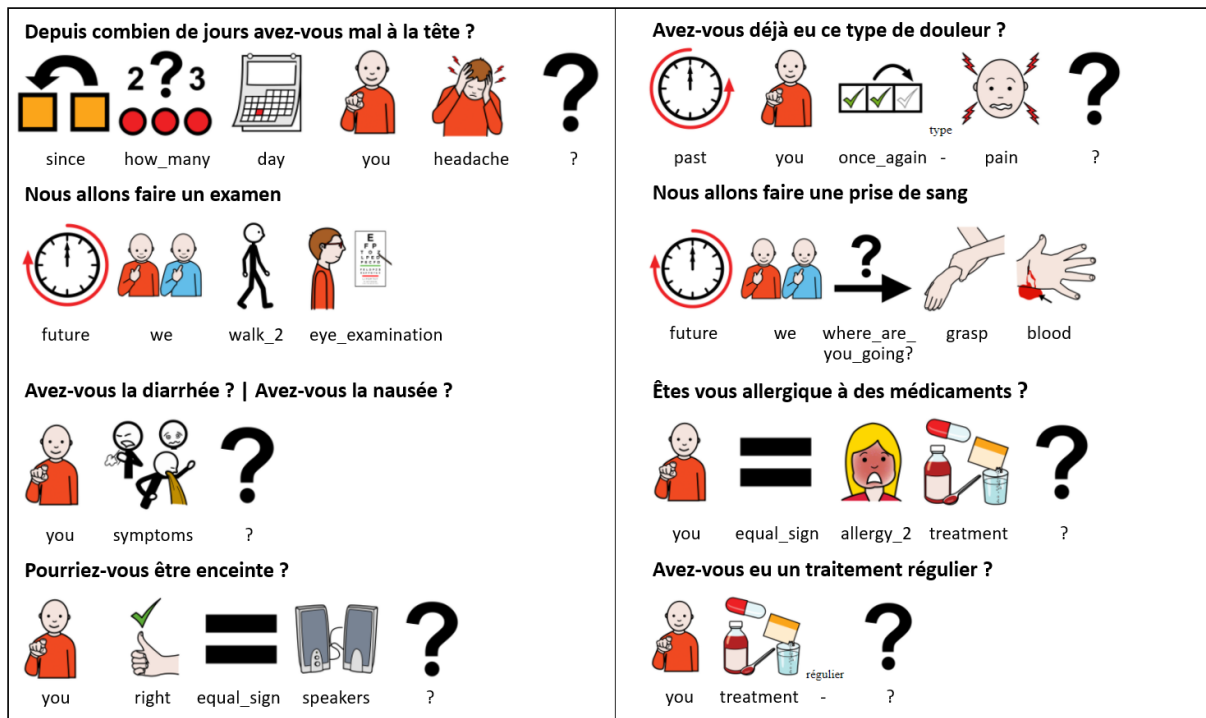 Depuis combien de jours avez-vous mal à la tête ?
2 ? 3 ?
since how_many day you headache ?
Nous allons faire un examen
future we walk_2 eye_examination
Avez-vous la diarrhée ? | Avez-vous la nausée ?
?
you symptoms ?
Pourriez-vous être enceinte ?
= ?
you right equal_sign speakers ?
Avez-vous déjà eu ce type de douleur ?
?
type
past you once_again - pain ?
Nous allons faire une prise de sang
?
future we where_are_ grasp blood
you_going?
Êtes vous allergique à des médicaments ?
= ?
you equal_sign allergy_2 treatment ?
Avez-vous eu un traitement régulier ?
?
régulier
you treatment - ?